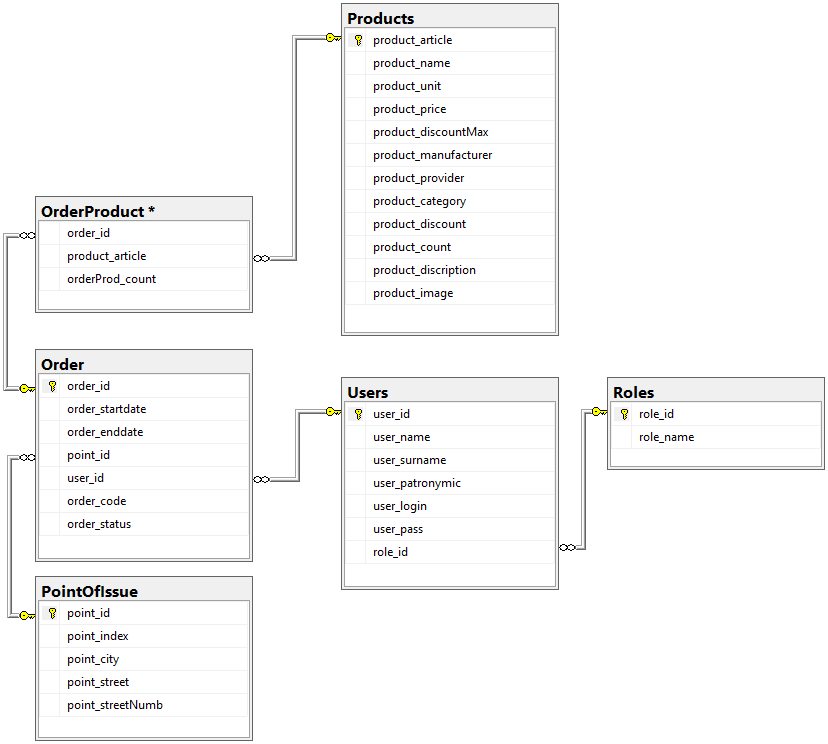 Products
product_article
product_name
product_unit
product_price
product_discountMax
product_manufacturer
product_provider
product_category
product_discount
product_count
product_discription
product_image
OrderProduct *
order_id
product_article
orderProd_count
Order
order_id
order_startdate
order_enddate
point_id
user_id
order_code
order_status
Users
user_id
user_name
user_surname
user_patronymic
user_login
user_pass
role_id
Roles
role_id
role_name
PointOfIssue
point_id
point_index
point_city
point_street
point_streetNumb